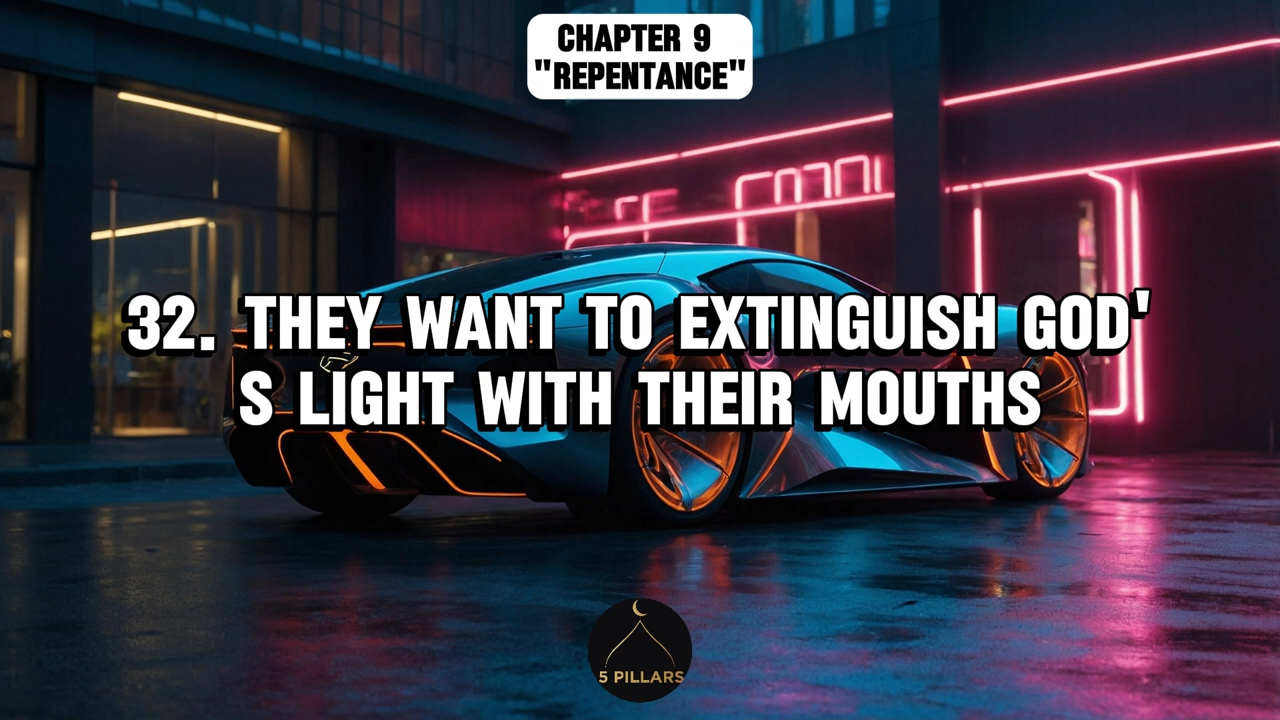 CHAPTER 9
"REPENTANCE"
32. THEY WANT TO EXTINGUISH GOD'
S LIGHT WITH THEIR MOUTHS
5 PILLARS